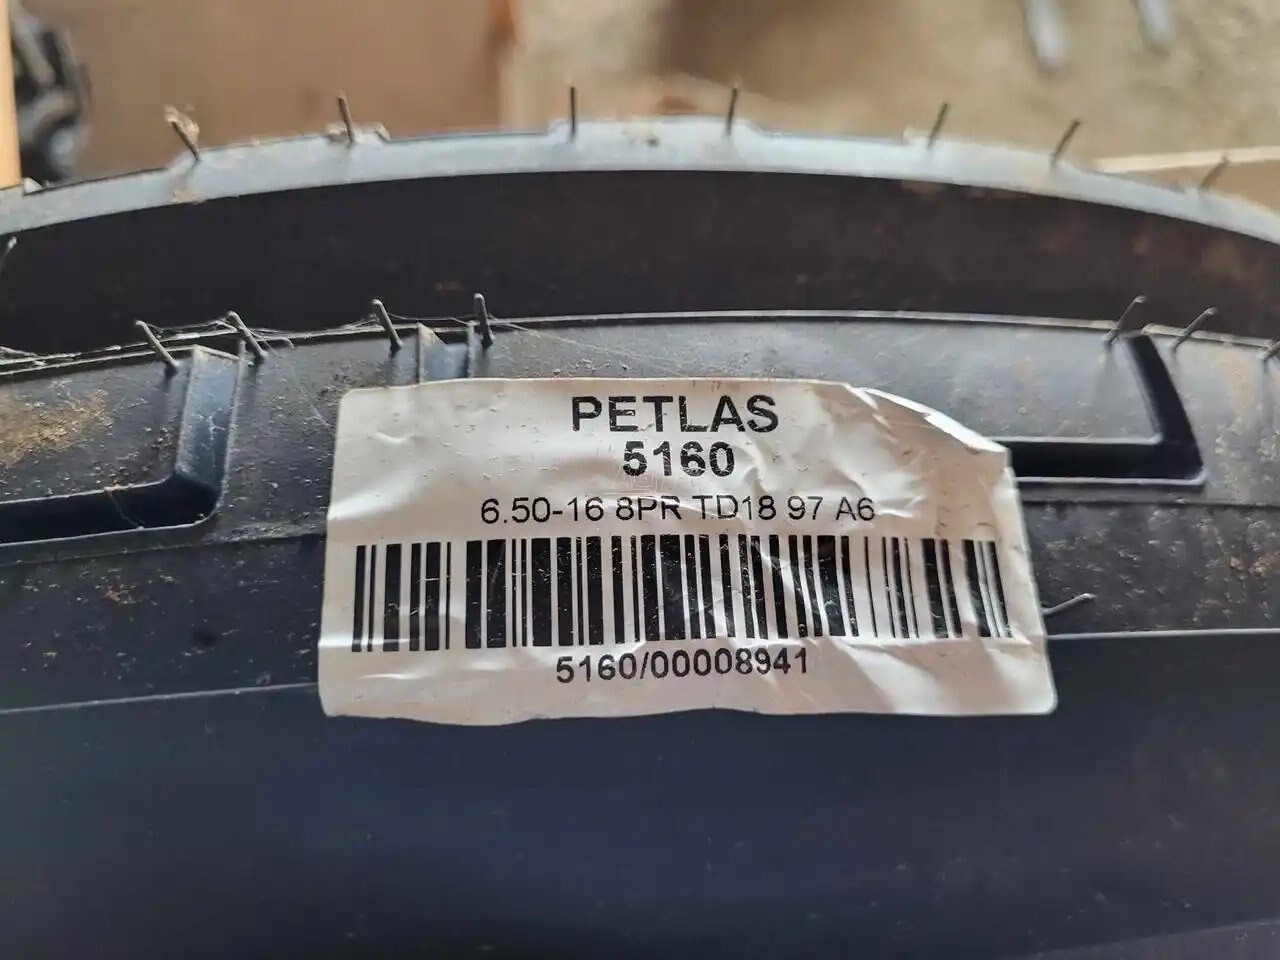 PETLAS
5160
6.50-16 8PR TD18 97 A6
5160/00008941